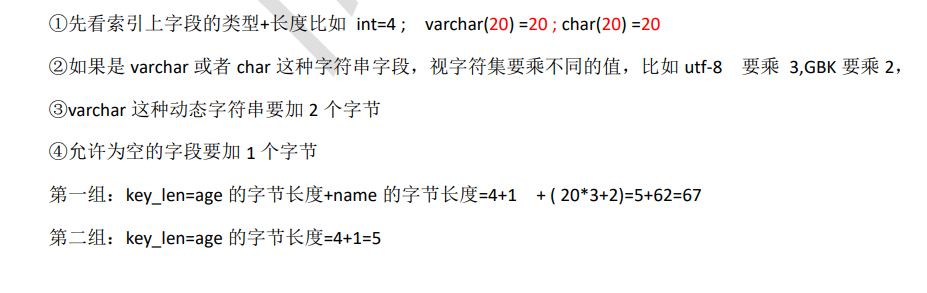 ①先看索引上字段的类型+长度比如 int=4 ; varchar(20) =20 ; char(20) =20
②如果是 varchar 或者 char 这种字符串字段，视字符集要乘不同的值，比如 utf-8 要乘 3,GBK 要乘 2，
③varchar 这种动态字符串要加 2 个字节
④允许为空的字段要加 1 个字节
第一组：key_len=age 的字节长度+name 的字节长度=4+1 + ( 20*3+2)=5+62=67
第二组：key_len=age 的字节长度=4+1=5